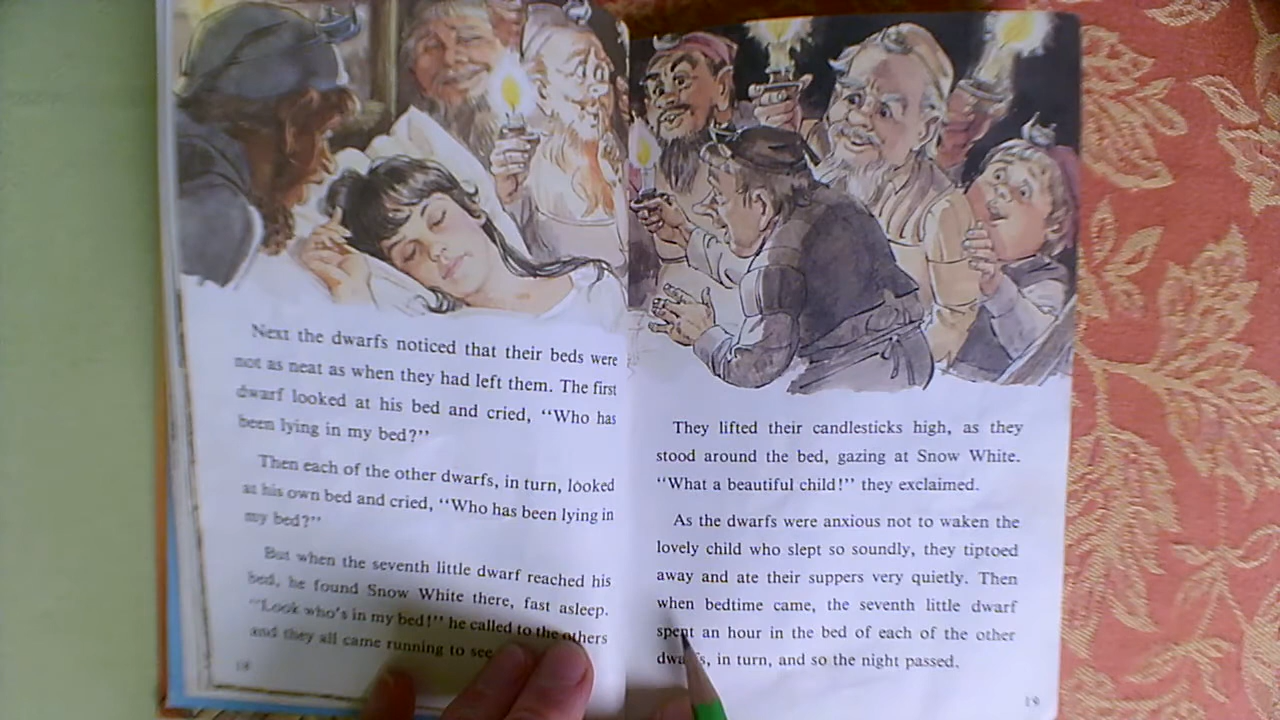 Next the dwarfs noticed that their beds were
not as neat as when they had left them. The first
dwarf looked at his bed and cried, “Who has
been lying in my bed?”
Then each of the other dwarfs, in turn, looked
at his own bed and cried, “Who has been lying in
my bed?”
But when the seventh little dwarf reached his
bed, he found Snow White there, fast asleep.
“Look who's in my bed!” he called to the others
and they all came running to see
18
They lifted their candlesticks high, as they
stood around the bed, gazing at Snow White.
“What a beautiful child!” they exclaimed.
As the dwarfs were anxious not to waken the
lovely child who slept so soundly, they tiptoed
away and ate their suppers very quietly. Then
when bedtime came, the seventh little dwarf
spent an hour in the bed of each of the other
dwarfs, in turn, and so the night passed.
19